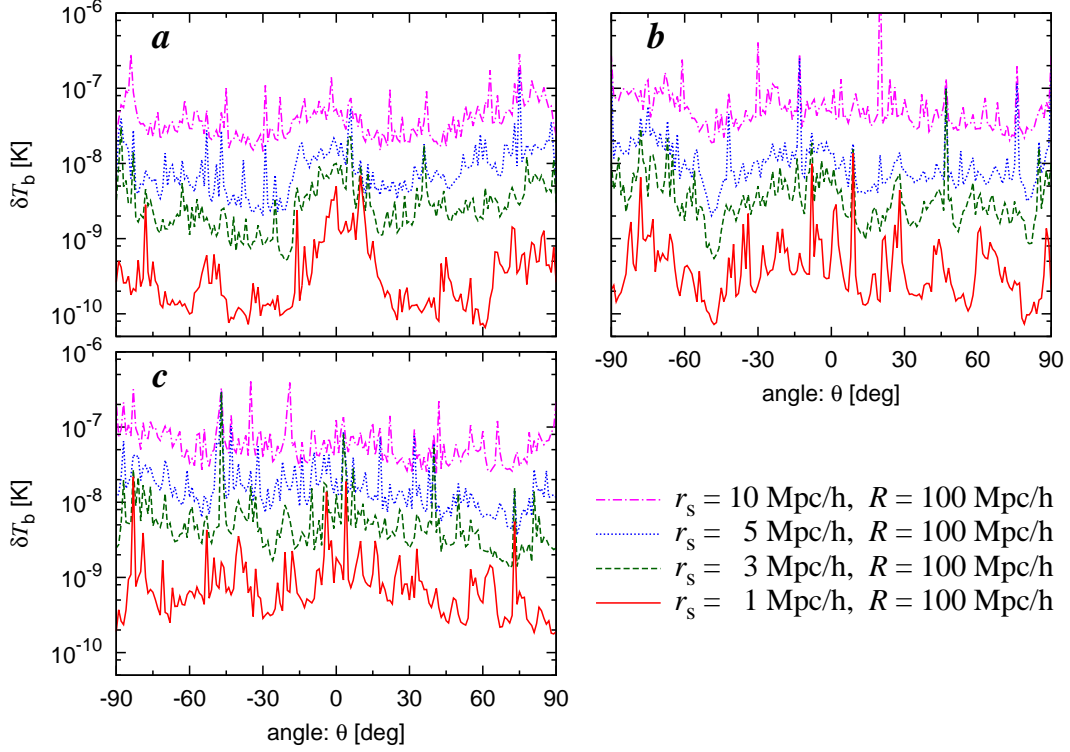 a
b
10⁻⁶
10⁻⁷
10⁻⁸
10⁻⁹
10⁻¹⁰
δT_b [K]
-90 -60 -30 0 30 60 90
angle: θ [deg]
c
10⁻⁶
10⁻⁷
10⁻⁸
10⁻⁹
10⁻¹⁰
δT_b [K]
-90 -60 -30 0 30 60 90
angle: θ [deg]
r_s = 10 Mpc/h, R = 100 Mpc/h
r_s = 5 Mpc/h, R = 100 Mpc/h
r_s = 3 Mpc/h, R = 100 Mpc/h
r_s = 1 Mpc/h, R = 100 Mpc/h